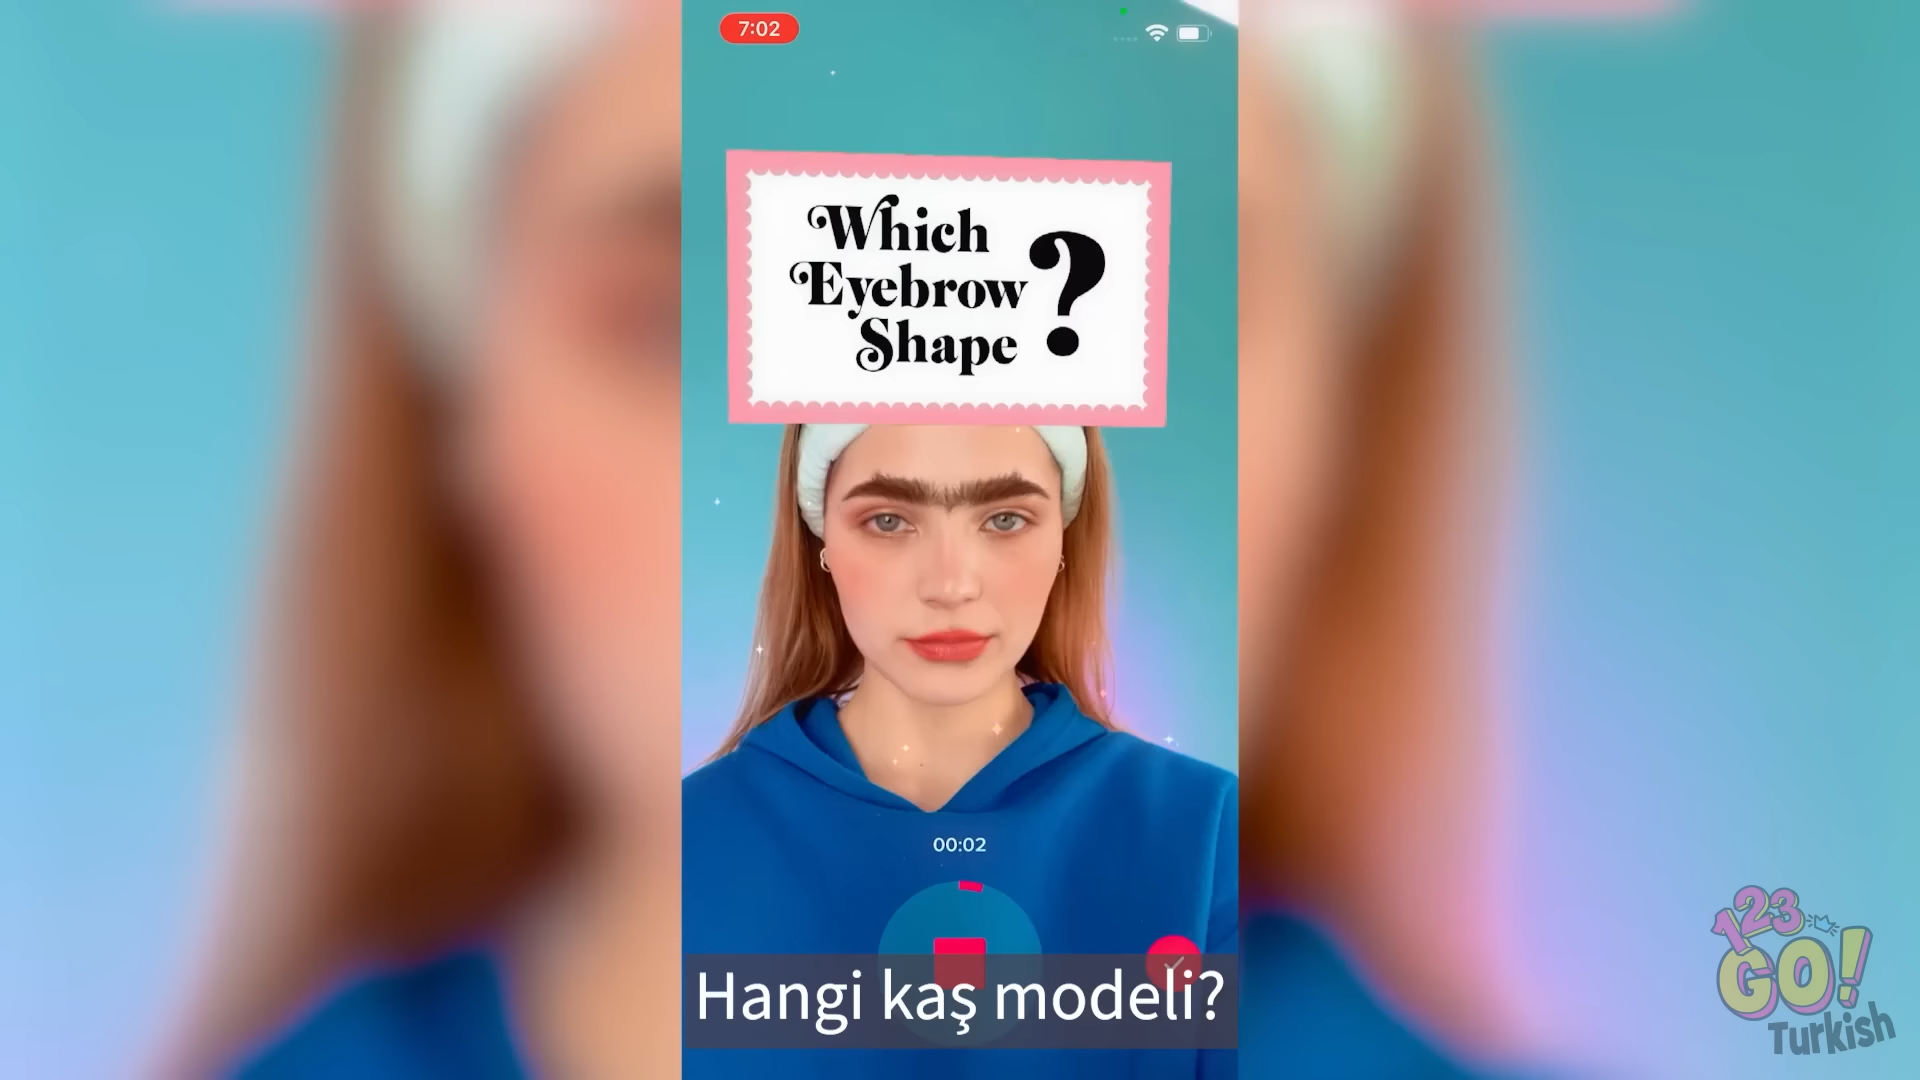 7:02
Which
Eyebrow
Shape
?
00:02
Hangi kaş modeli?
123
GO!
Turkish